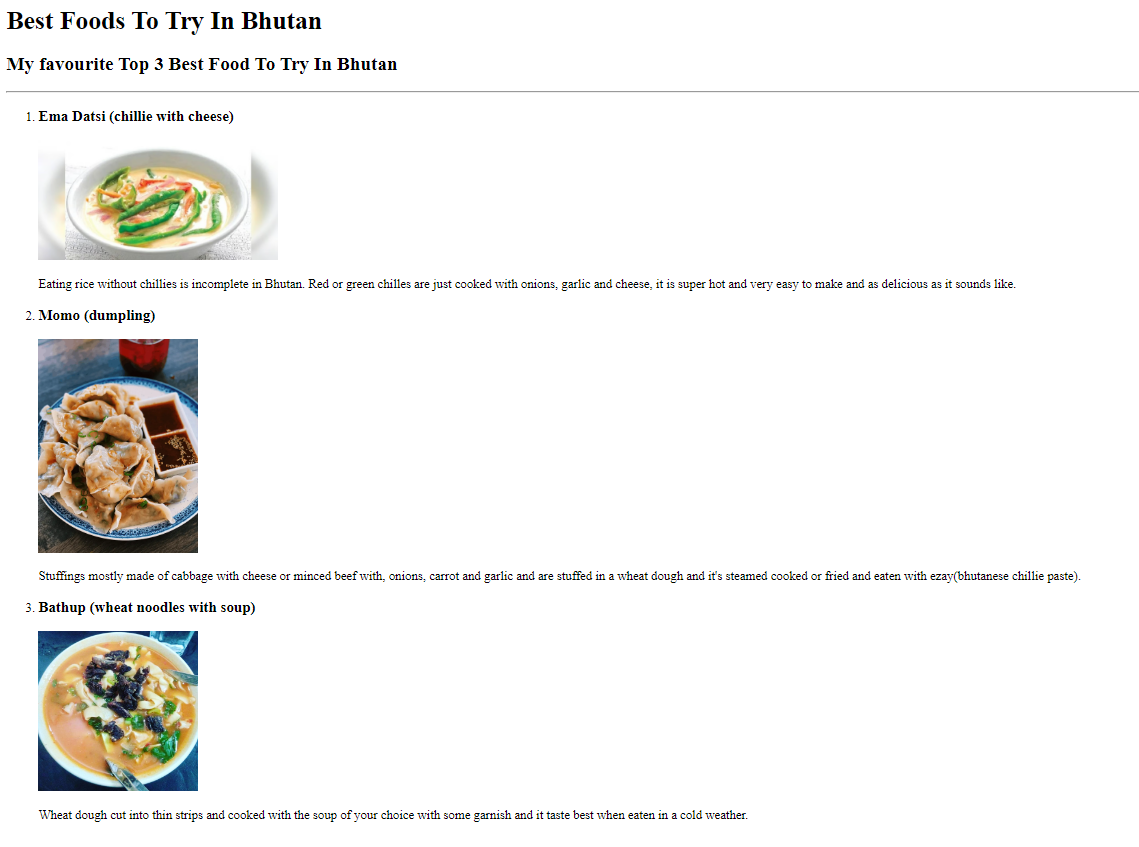 Best Foods To Try In Bhutan
My favourite Top 3 Best Food To Try In Bhutan
1. Ema Datsi (chillie with cheese)
Eating rice without chillies is incomplete in Bhutan. Red or green chilles are just cooked with onions, garlic and cheese, it is super hot and very easy to make and as delicious as it sounds like.
2. Momo (dumpling)
Stuffings mostly made of cabbage with cheese or minced beef with, onions, carrot and garlic and are stuffed in a wheat dough and it's steamed cooked or fried and eaten with ezay(bhutanese chillie paste).
3. Bathup (wheat noodles with soup)
Wheat dough cut into thin strips and cooked with the soup of your choice with some garnish and it taste best when eaten in a cold weather.